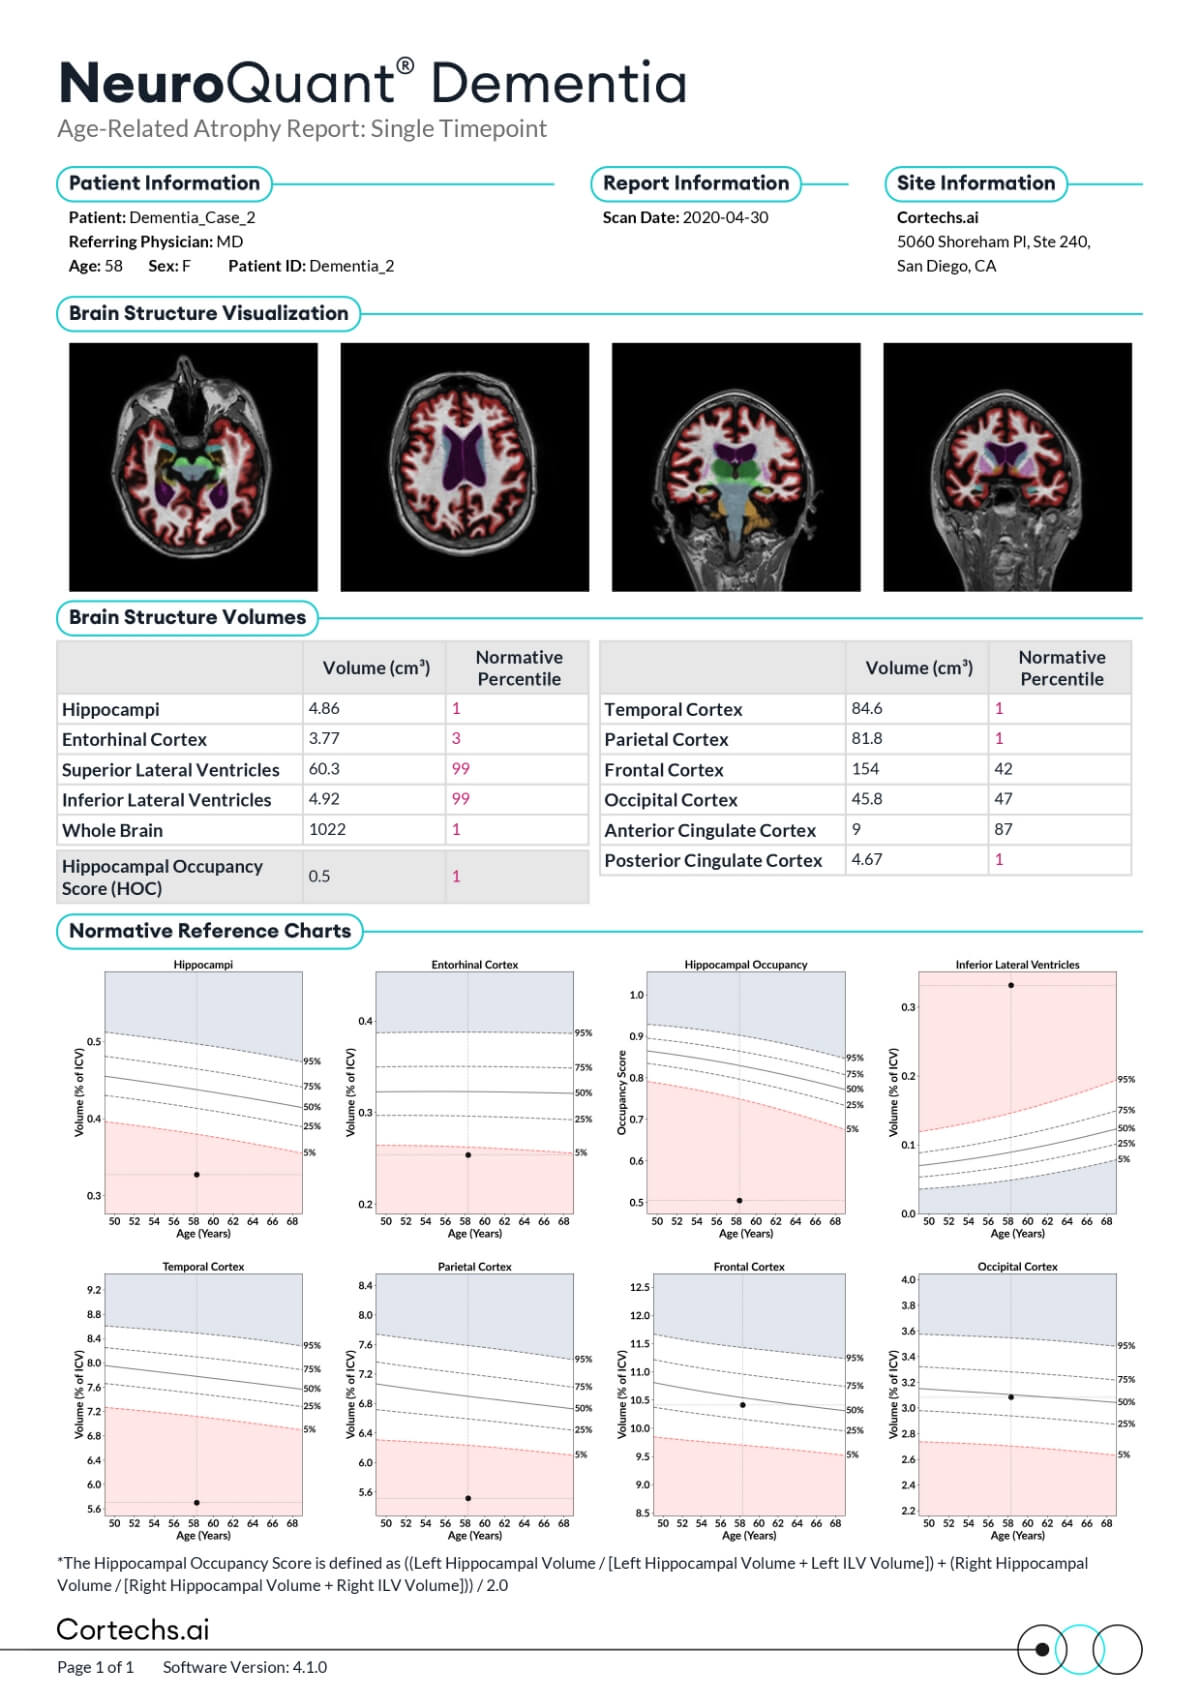 NeuroQuant® Dementia
Age-Related Atrophy Report: Single Timepoint
Patient Information
Patient: Dementia_Case_2
Referring Physician: MD
Age: 58 Sex: F Patient ID: Dementia_2
Report Information
Scan Date: 2020-04-30
Site Information
Cortechs.ai
5060 Shoreham Pl, Ste 240,
San Diego, CA
Brain Structure Visualization
Brain Structure Volumes
Volume (cm³) Normative Percentile
Hippocampi 4.86 1
Entorhinal Cortex 3.77 3
Superior Lateral Ventricles 60.3 99
Inferior Lateral Ventricles 4.92 99
Whole Brain 1022 1
Hippocampal Occupancy Score (HOC) 0.5 1
Volume (cm³) Normative Percentile
Temporal Cortex 84.6 1
Parietal Cortex 81.8 1
Frontal Cortex 154 42
Occipital Cortex 45.8 47
Anterior Cingulate Cortex 9 87
Posterior Cingulate Cortex 4.67 1
Normative Reference Charts
Hippocampi
Volume (% of ICV)
0.5
0.4
0.3
95%
75%
50%
25%
5%
50 52 54 56 58 60 62 64 66 68
Age (Years)
Entorhinal Cortex
Volume (% of ICV)
0.4
0.3
0.2
95%
75%
50%
25%
5%
50 52 54 56 58 60 62 64 66 68
Age (Years)
Hippocampal Occupancy
Occupancy Score
1.0
0.9
0.8
0.7
0.6
0.5
95%
75%
50%
25%
5%
50 52 54 56 58 60 62 64 66 68
Age (Years)
Inferior Lateral Ventricles
Volume (% of ICV)
0.3
0.2
0.1
0.0
95%
75%
50%
25%
5%
50 52 54 56 58 60 62 64 66 68
Age (Years)
Temporal Cortex
Volume (% of ICV)
9.2
8.8
8.4
8.0
7.6
7.2
6.8
6.4
6.0
5.6
95%
75%
50%
25%
5%
50 52 54 56 58 60 62 64 66 68
Age (Years)
Parietal Cortex
Volume (% of ICV)
8.4
8.0
7.6
7.2
6.8
6.4
6.0
5.6
95%
75%
50%
25%
5%
50 52 54 56 58 60 62 64 66 68
Age (Years)
Frontal Cortex
Volume (% of ICV)
12.5
12.0
11.5
11.0
10.5
10.0
9.5
9.0
8.5
95%
75%
50%
25%
5%
50 52 54 56 58 60 62 64 66 68
Age (Years)
Occipital Cortex
Volume (% of ICV)
4.0
3.8
3.6
3.4
3.2
3.0
2.8
2.6
2.4
2.2
95%
75%
50%
25%
5%
50 52 54 56 58 60 62 64 66 68
Age (Years)
*The Hippocampal Occupancy Score is defined as ((Left Hippocampal Volume / [Left Hippocampal Volume + Left ILV Volume]) + (Right Hippocampal
Volume / [Right Hippocampal Volume + Right ILV Volume])) / 2.0
Cortechs.ai
Page 1 of 1 Software Version: 4.1.0